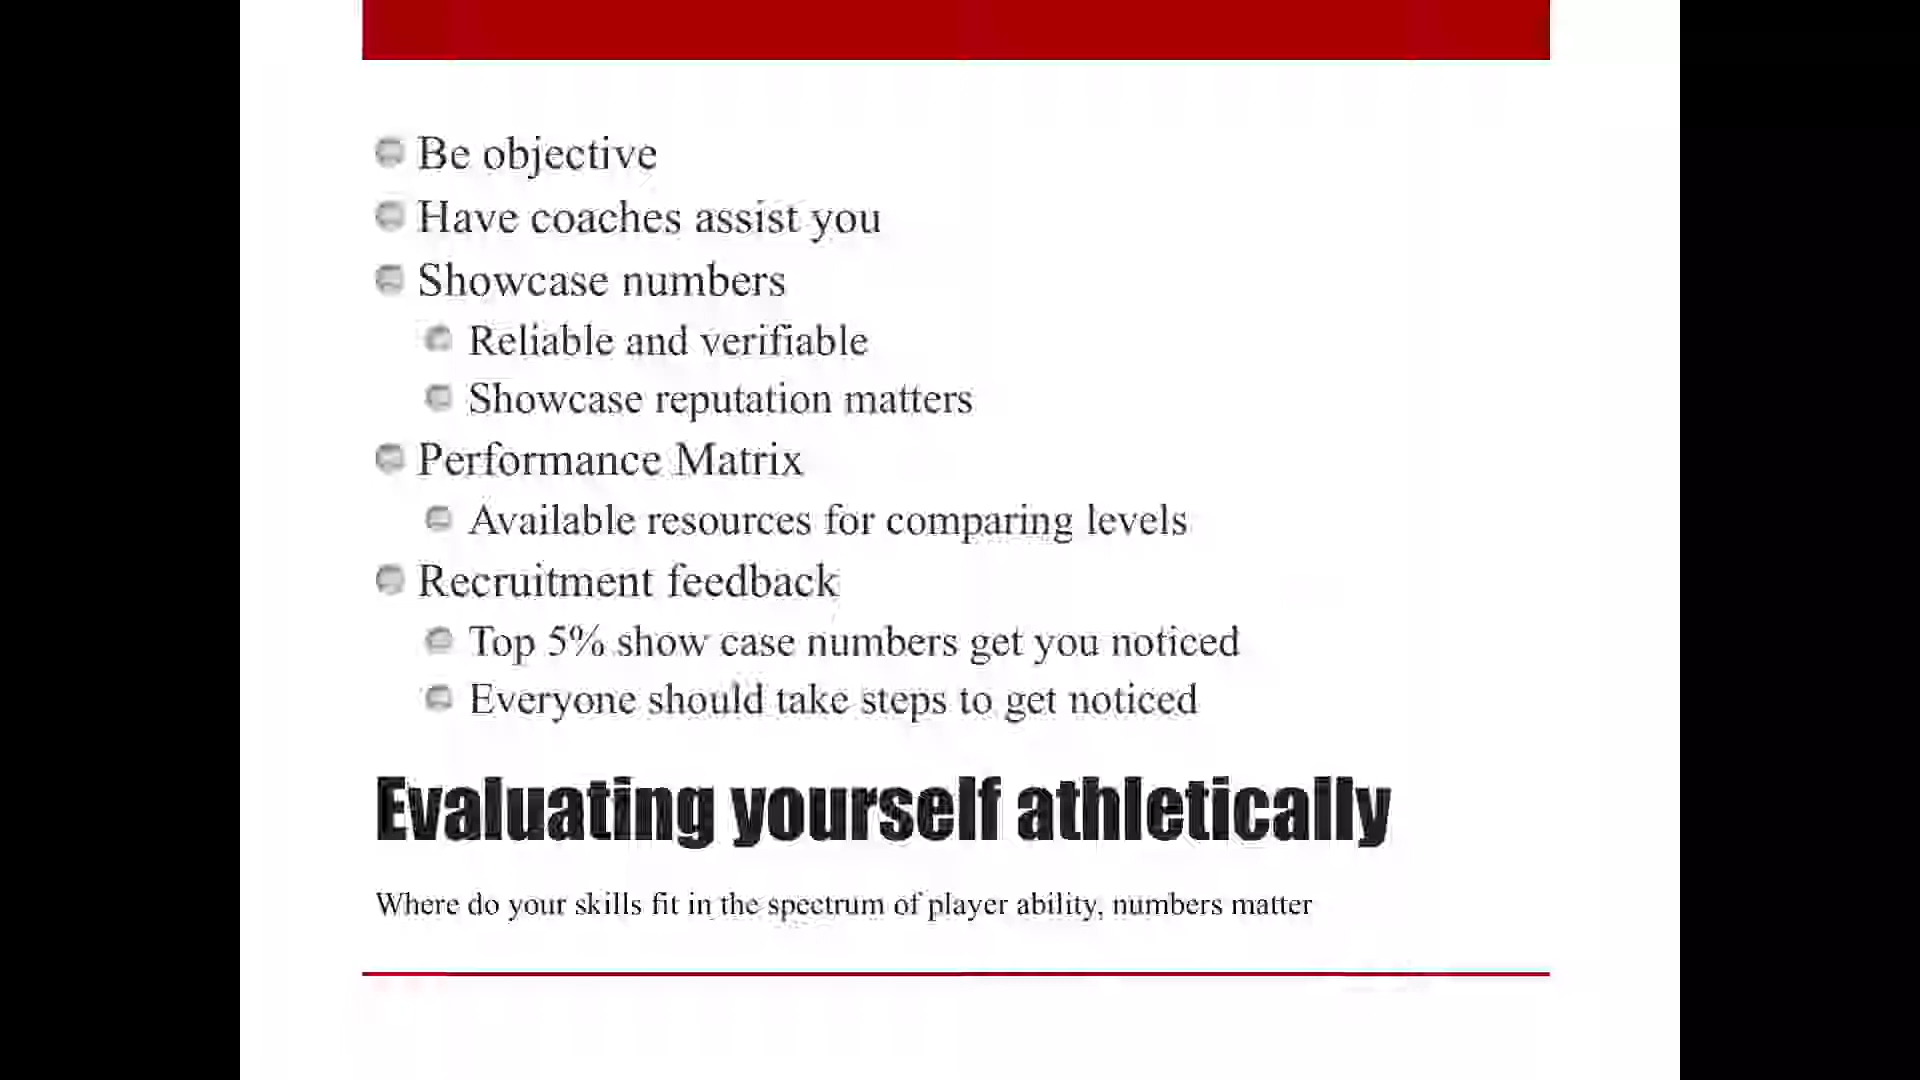 Be objective
Have coaches assist you
Showcase numbers
Reliable and verifiable
Showcase reputation matters
Performance Matrix
Available resources for comparing levels
Recruitment feedback
Top 5% show case numbers get you noticed
Everyone should take steps to get noticed
Evaluating yourself athletically
Where do your skills fit in the spectrum of player ability, numbers matter